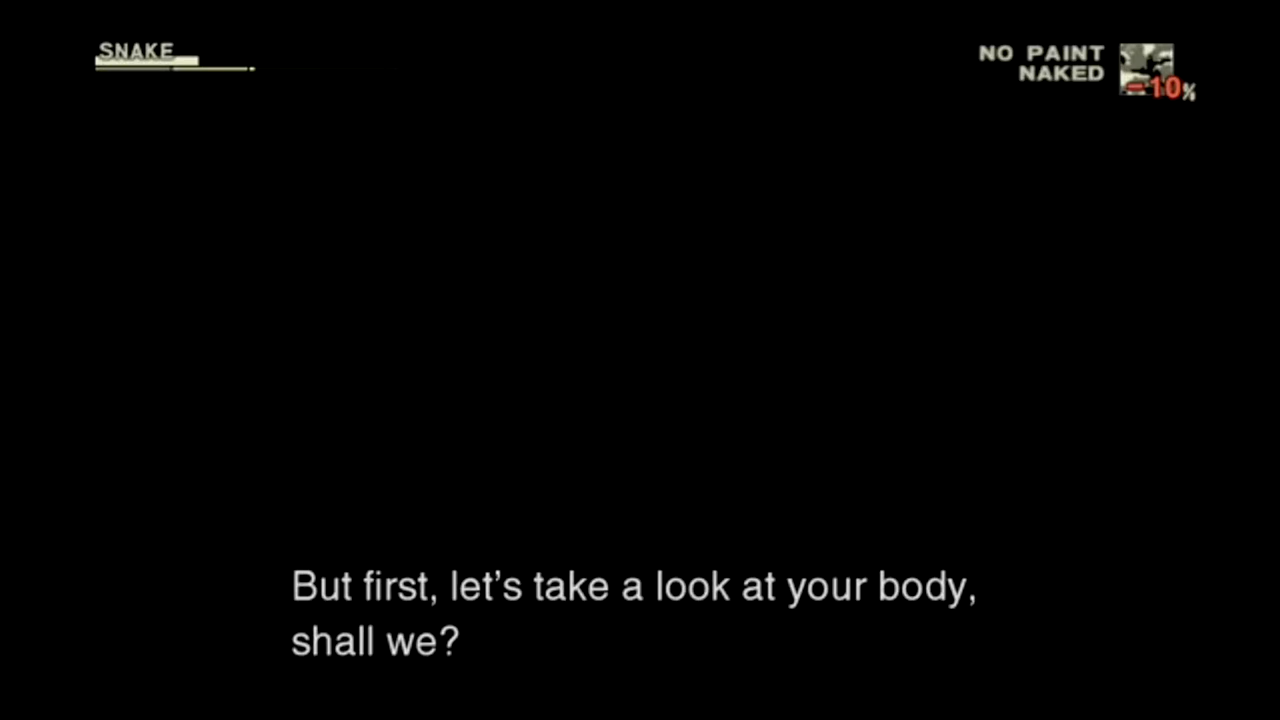 SNAKE
NO PAINT
NAKED
-10%
But first, let's take a look at your body,
shall we?